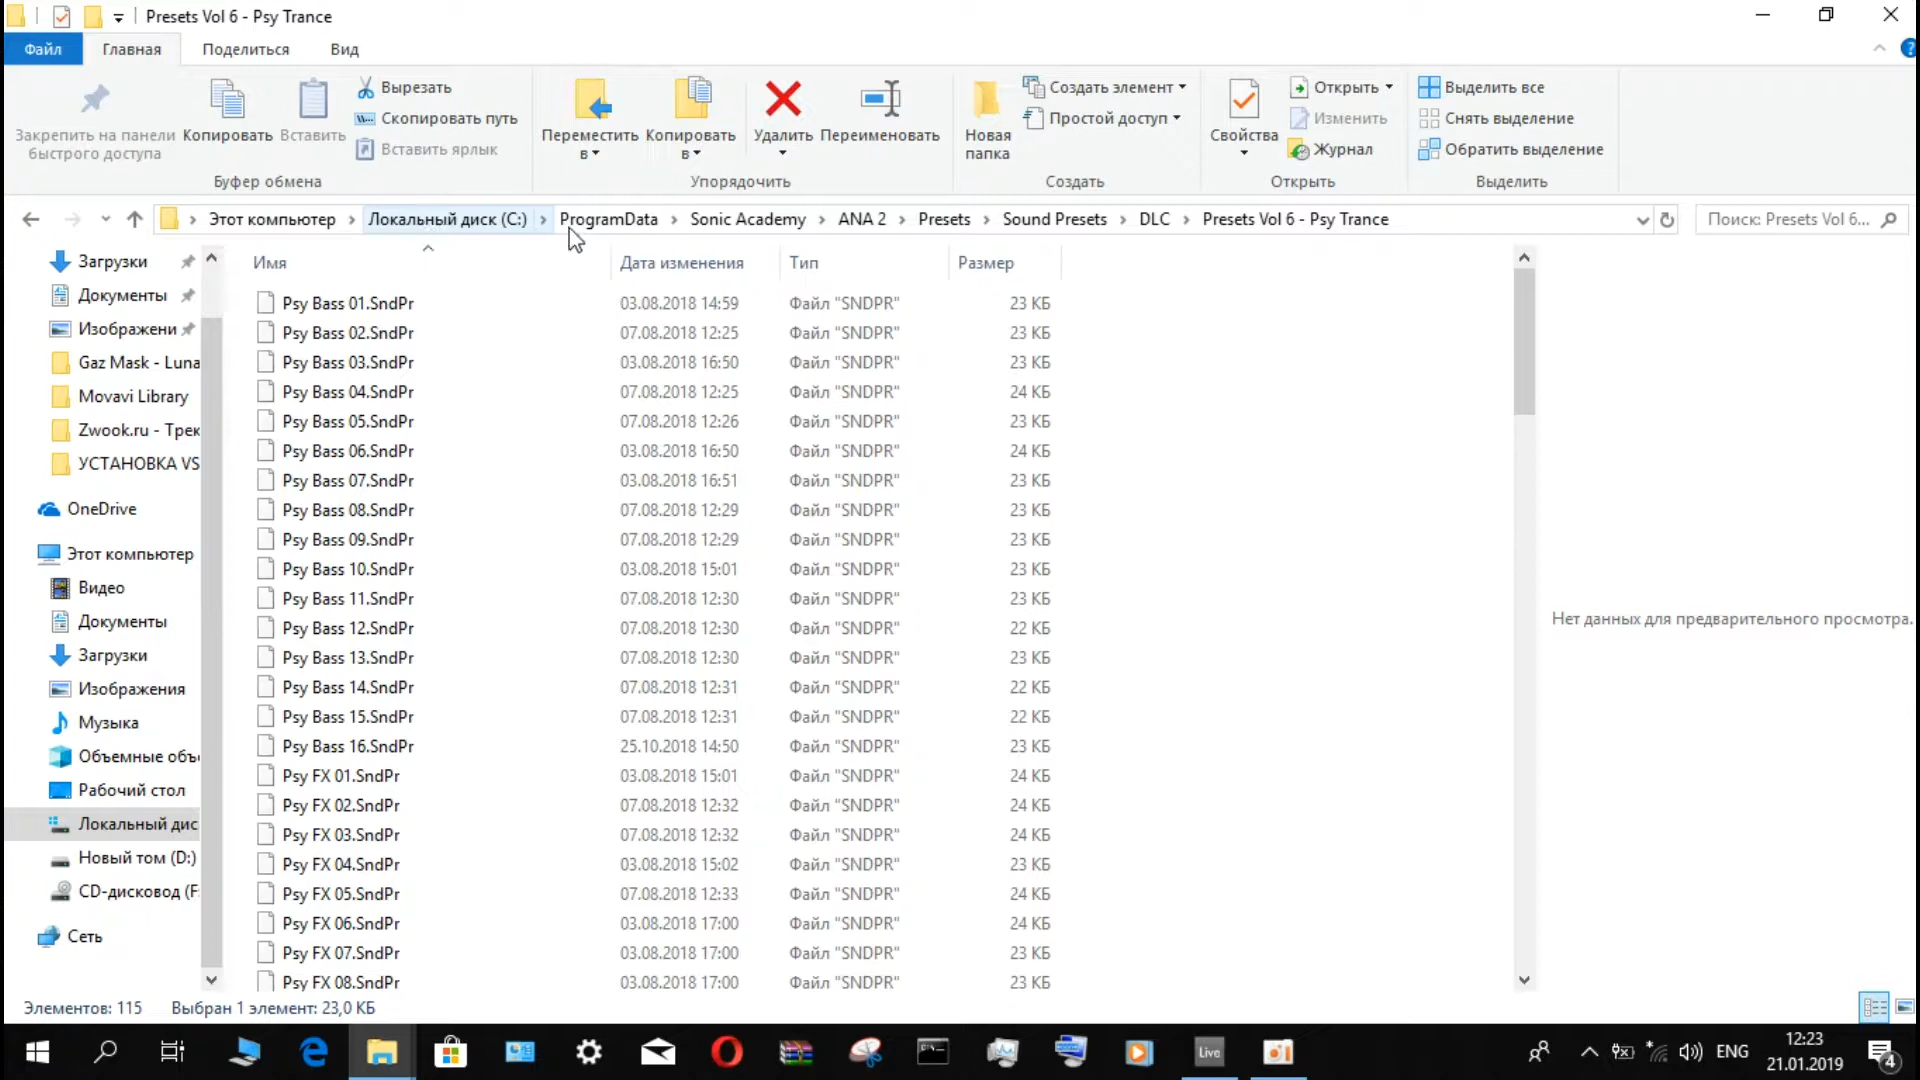 Presets Vol 6 - Psy Trance
Файл Главная Поделиться Вид
Закрепить на панели быстрого доступа
Копировать
Вставить
Вырезать
Скопировать путь
Вставить ярлык
Буфер обмена
Переместить в
Копировать в
Удалить
Переименовать
Упорядочить
Новая папка
Создать элемент
Простой доступ
Создать
Свойства
Открыть
Изменить
Журнал
Открыть
Выделить все
Снять выделение
Обратить выделение
Выделить
Этот компьютер > Локальный диск (C:) > ProgramData > Sonic Academy > ANA 2 > Presets > Sound Presets > DLC > Presets Vol 6 - Psy Trance
Поиск: Presets Vol 6...
Загрузки
Документы
Изображени
Gaz Mask - Luna
Movavi Library
Zwook.ru - Трек
УСТАНОВКА VS
OneDrive
Этот компьютер
Видео
Документы
Загрузки
Изображения
Музыка
Объемные объ
Рабочий стол
Локальный дис
Новый том (D:)
CD-дисковод (F
Сеть
Имя Дата изменения Тип Размер
Psy Bass 01.SndPr 03.08.2018 14:59 Файл "SNDPR" 23 КБ
Psy Bass 02.SndPr 07.08.2018 12:25 Файл "SNDPR" 23 КБ
Psy Bass 03.SndPr 03.08.2018 16:50 Файл "SNDPR" 23 КБ
Psy Bass 04.SndPr 07.08.2018 12:25 Файл "SNDPR" 24 КБ
Psy Bass 05.SndPr 07.08.2018 12:26 Файл "SNDPR" 23 КБ
Psy Bass 06.SndPr 03.08.2018 16:50 Файл "SNDPR" 24 КБ
Psy Bass 07.SndPr 03.08.2018 16:51 Файл "SNDPR" 23 КБ
Psy Bass 08.SndPr 07.08.2018 12:29 Файл "SNDPR" 23 КБ
Psy Bass 09.SndPr 07.08.2018 12:29 Файл "SNDPR" 23 КБ
Psy Bass 10.SndPr 03.08.2018 15:01 Файл "SNDPR" 23 КБ
Psy Bass 11.SndPr 07.08.2018 12:30 Файл "SNDPR" 23 КБ
Psy Bass 12.SndPr 07.08.2018 12:30 Файл "SNDPR" 22 КБ
Psy Bass 13.SndPr 07.08.2018 12:30 Файл "SNDPR" 23 КБ
Psy Bass 14.SndPr 07.08.2018 12:31 Файл "SNDPR" 22 КБ
Psy Bass 15.SndPr 07.08.2018 12:31 Файл "SNDPR" 22 КБ
Psy Bass 16.SndPr 25.10.2018 14:50 Файл "SNDPR" 23 КБ
Psy FX 01.SndPr 03.08.2018 15:01 Файл "SNDPR" 24 КБ
Psy FX 02.SndPr 07.08.2018 12:32 Файл "SNDPR" 24 КБ
Psy FX 03.SndPr 07.08.2018 12:32 Файл "SNDPR" 24 КБ
Psy FX 04.SndPr 03.08.2018 15:02 Файл "SNDPR" 23 КБ
Psy FX 05.SndPr 07.08.2018 12:33 Файл "SNDPR" 24 КБ
Psy FX 06.SndPr 03.08.2018 17:00 Файл "SNDPR" 24 КБ
Psy FX 07.SndPr 03.08.2018 17:00 Файл "SNDPR" 23 КБ
Psy FX 08.SndPr 03.08.2018 17:00 Файл "SNDPR" 23 КБ
Нет данных для предварительного просмотра.
Элементов: 115 Выбран 1 элемент: 23,0 КБ
Live
ENG
12:23
21.01.2019
4